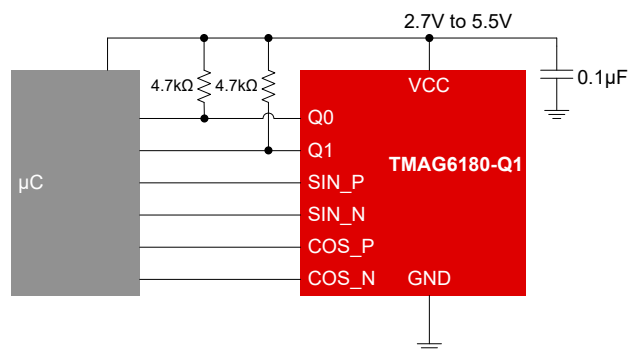 2.7V to 5.5V
4.7kΩ 4.7kΩ
0.1µF
VCC
Q0
Q1
TMAG6180-Q1
µC
SIN_P
SIN_N
COS_P
COS_N GND